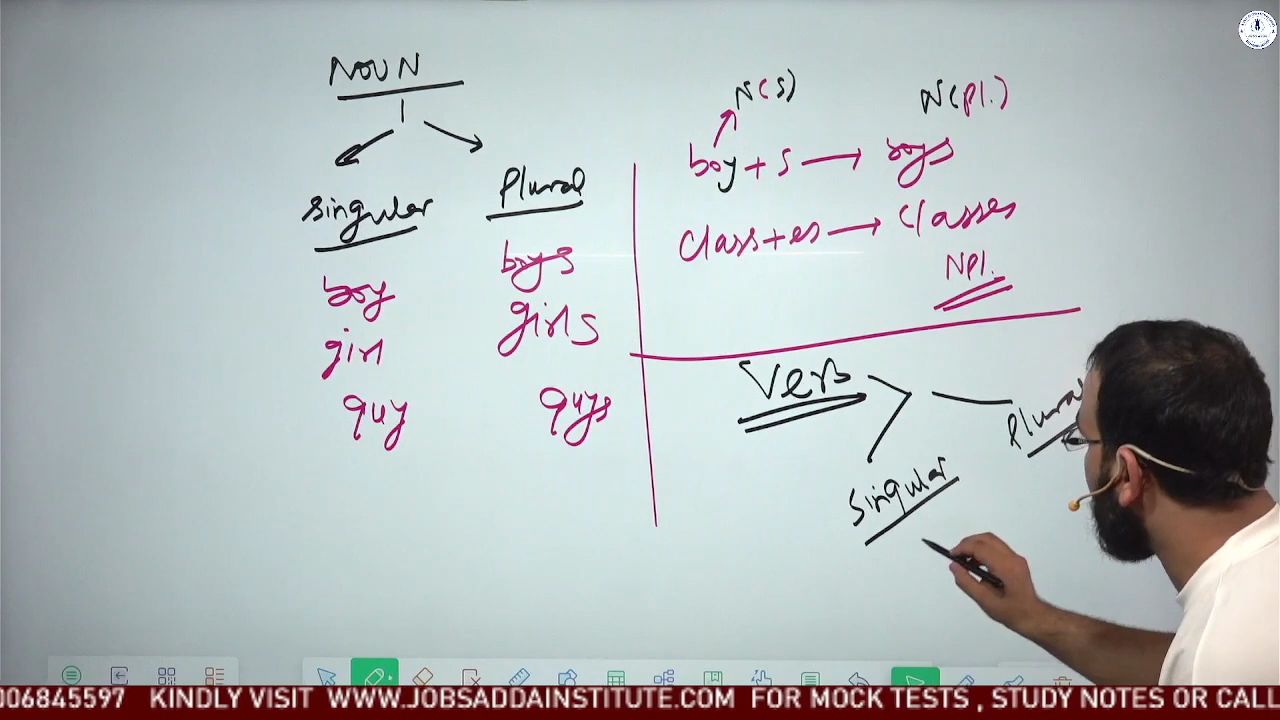 NOUN
Singular
Plural
boy
boys
girl
girls
guy
guys
N(s)
N(pl.)
boy + s → boys
Class + es → Classes
Npl.
Verb
Singular
Plural
006845597 KINDLY VISIT WWW.JOBSADDAINSTITUTE.COM FOR MOCK TESTS , STUDY NOTES OR CALL